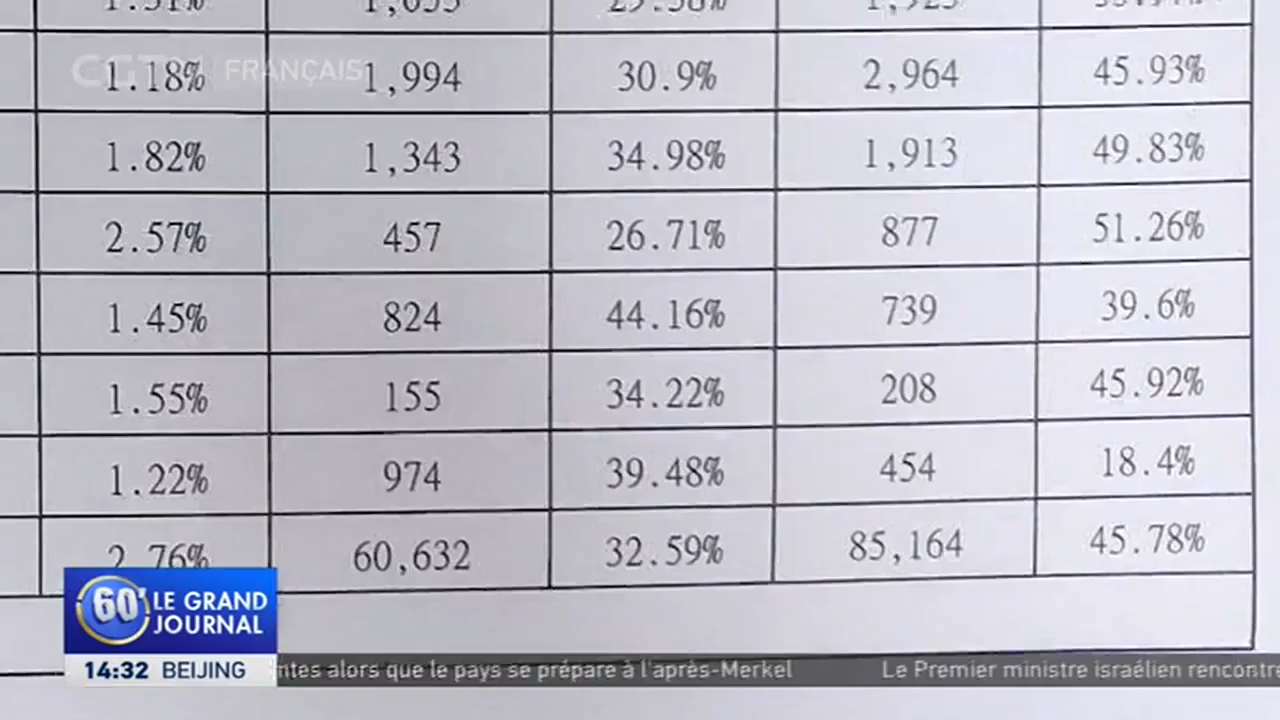 CGTN FRANÇAIS
1.18% 1,994 30.9% 2,964 45.93%
1.82% 1,343 34.98% 1,913 49.83%
2.57% 457 26.71% 877 51.26%
1.45% 824 44.16% 739 39.6%
1.55% 155 34.22% 208 45.92%
1.22% 974 39.48% 454 18.4%
2.76% 60,632 32.59% 85,164 45.78%
60' LE GRAND
JOURNAL
14:32 BEIJING ntes alors que le pays se prépare à l'après-Merkel Le Premier ministre israélien rencontre